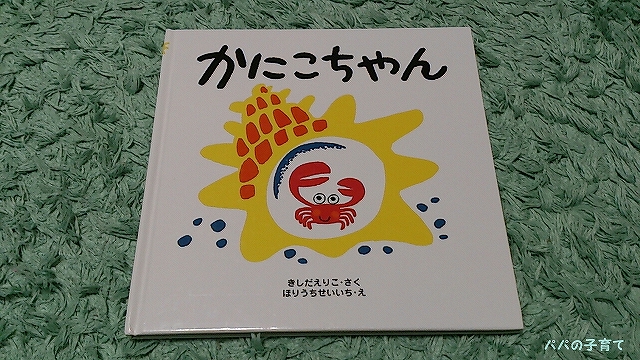 かにこちゃん
きしだえりこ・さく
ほりうちせいいち・え
パパの子育て